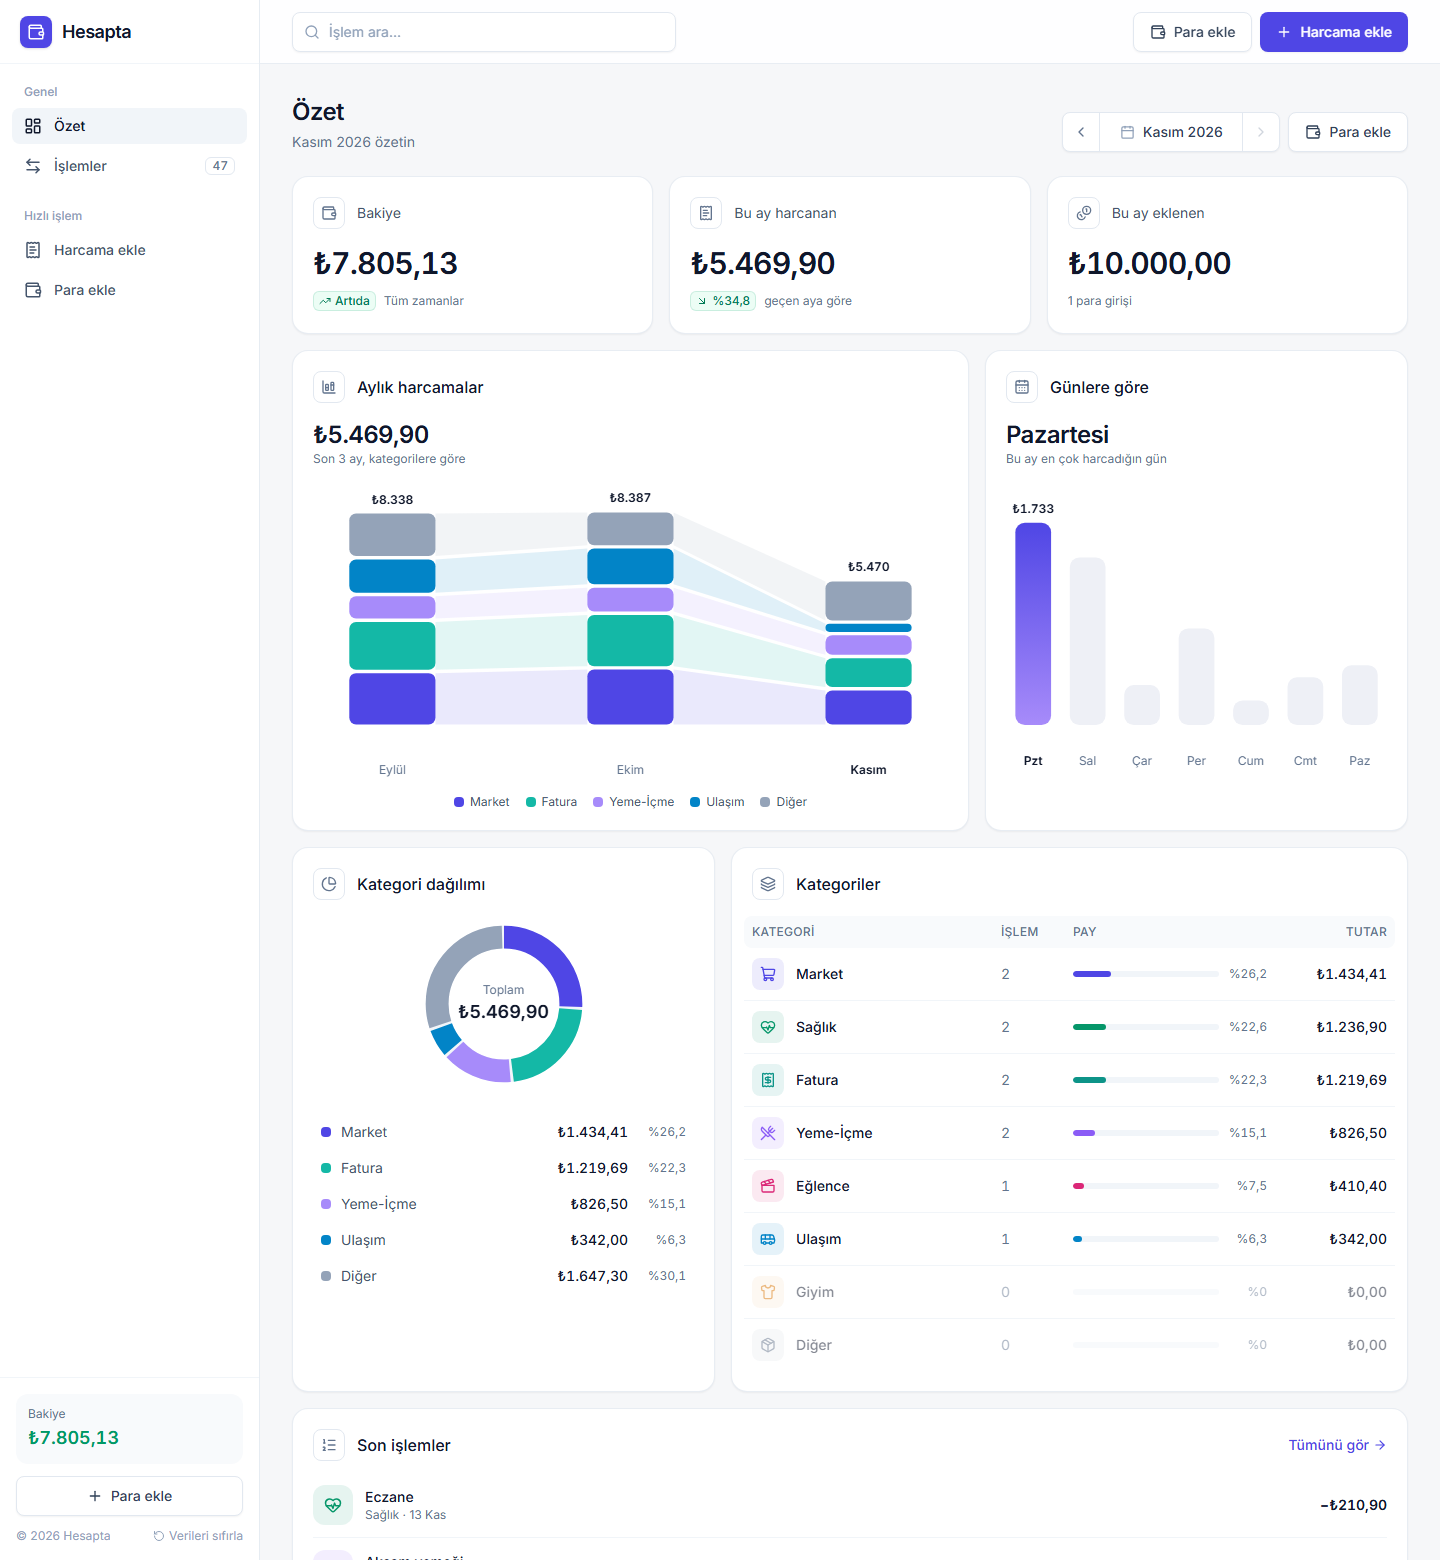 Hesapta
İşlem ara...
Para ekle
Harcama ekle
Genel
Özet
İşlemler
47
Hızlı işlem
Harcama ekle
Para ekle
Özet
Kasım 2026 özetin
Kasım 2026
Para ekle
Bakiye
₺7.805,13
Artıda
Tüm zamanlar
Bu ay harcanan
₺5.469,90
%34,8
geçen aya göre
Bu ay eklenen
₺10.000,00
1 para girişi
Aylık harcamalar
₺5.469,90
Son 3 ay, kategorilere göre
₺8.338
₺8.387
₺5.470
Eylül
Ekim
Kasım
Market
Fatura
Yeme-İçme
Ulaşım
Diğer
Günlere göre
Pazartesi
Bu ay en çok harcadığın gün
₺1.733
Pzt
Sal
Çar
Per
Cum
Cmt
Paz
Kategori dağılımı
Toplam
₺5.469,90
Market ₺1.434,41 %26,2
Fatura ₺1.219,69 %22,3
Yeme-İçme ₺826,50 %15,1
Ulaşım ₺342,00 %6,3
Diğer ₺1.647,30 %30,1
Kategoriler
KATEGORİ İŞLEM PAY TUTAR
Market 2 %26,2 ₺1.434,41
Sağlık 2 %22,6 ₺1.236,90
Fatura 2 %22,3 ₺1.219,69
Yeme-İçme 2 %15,1 ₺826,50
Eğlence 1 %7,5 ₺410,40
Ulaşım 1 %6,3 ₺342,00
Giyim 0 %0 ₺0,00
Diğer 0 %0 ₺0,00
Bakiye
₺7.805,13
Para ekle
© 2026 Hesapta
Verileri sıfırla
Son işlemler
Tümünü gör
Eczane
Sağlık · 13 Kas
−₺210,90